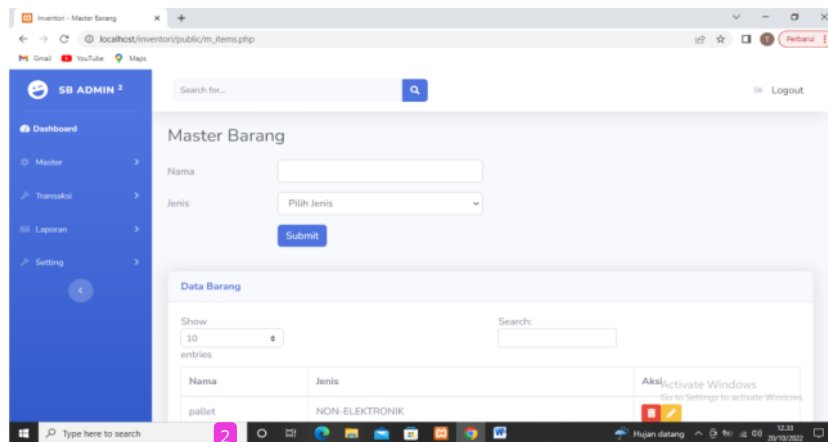 Inventori - Master Barang
localhost/inventori/public/m_items.php
Perbarui
Gmail YouTube Maps
SB ADMIN 2
Search for...
Logout
Dashboard
Master
Transaksi
Laporan
Setting
Master Barang
Nama
Jenis
Pilih Jenis
Submit
Data Barang
Show
10
entries
Search:
Nama Jenis Aksi
pallet NON-ELEKTRONIK
Activate Windows
Go to Settings to activate Windows.
Type here to search
2
Hujan datang
12.33
20/10/2022